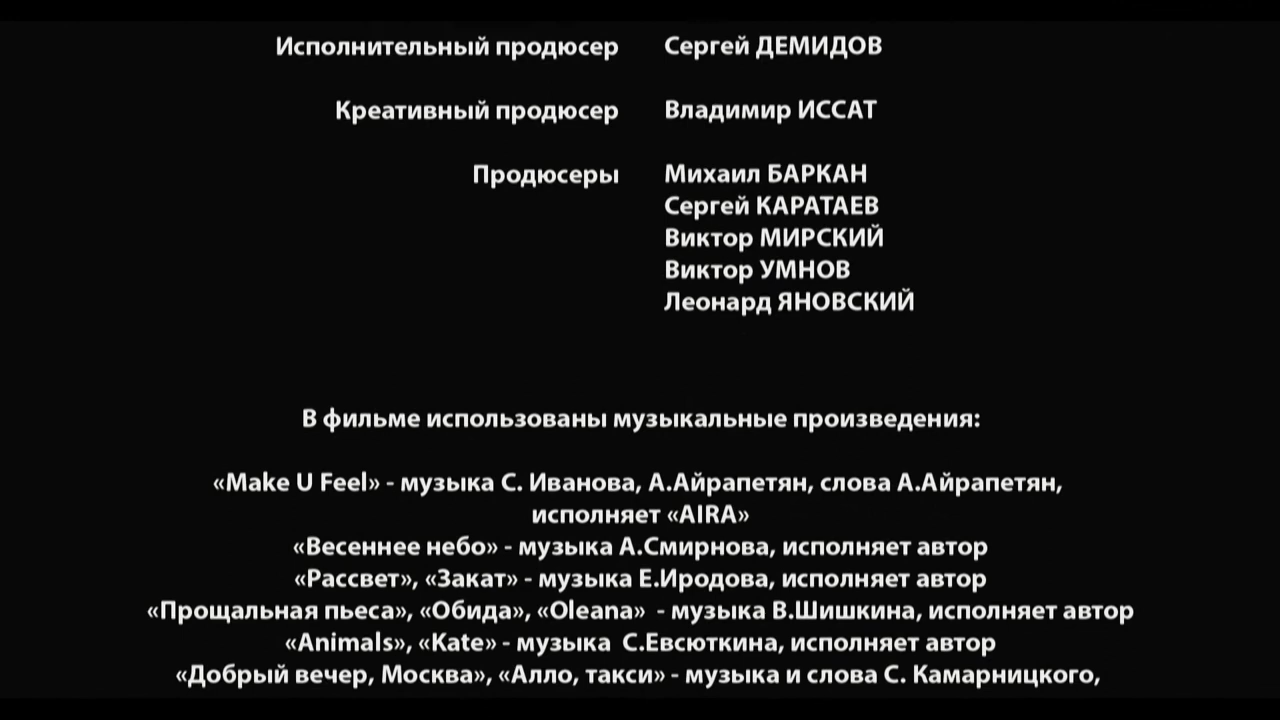 Исполнительный продюсер Сергей ДЕМИДОВ
Креативный продюсер Владимир ИССАТ
Продюсеры Михаил БАРКАН
Сергей КАРАТАЕВ
Виктор МИРСКИЙ
Виктор УМНОВ
Леонард ЯНОВСКИЙ
В фильме использованы музыкальные произведения:
«Make U Feel» - музыка С. Иванова, А.Айрапетян, слова А.Айрапетян,
исполняет «AIRA»
«Весеннее небо» - музыка А.Смирнова, исполняет автор
«Рассвет», «Закат» - музыка Е.Иродова, исполняет автор
«Прощальная пьеса», «Обида», «Oleana» - музыка В.Шишкина, исполняет автор
«Animals», «Kate» - музыка С.Евсюткина, исполняет автор
«Добрый вечер, Москва», «Алло, такси» - музыка и слова С. Камарницкого,